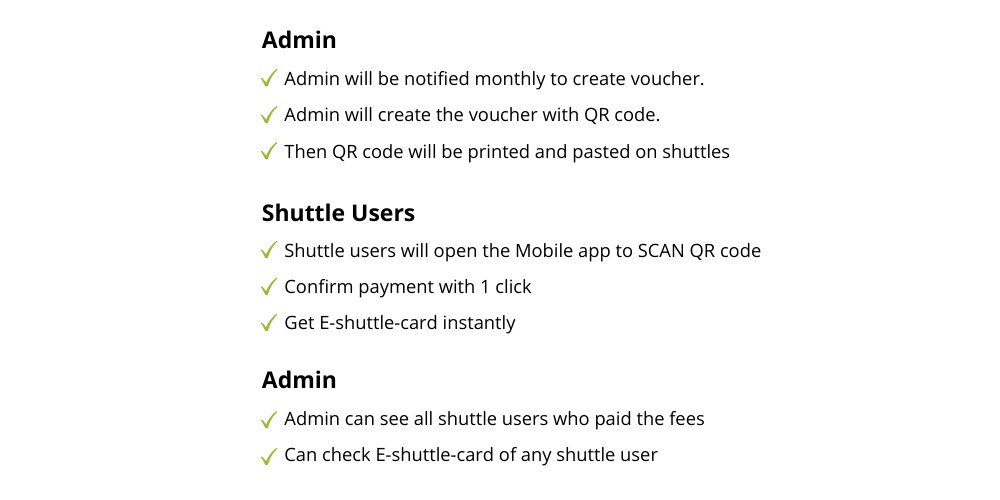 Admin
Admin will be notified monthly to create voucher.
Admin will create the voucher with QR code.
Then QR code will be printed and pasted on shuttles
Shuttle Users
Shuttle users will open the Mobile app to SCAN QR code
Confirm payment with 1 click
Get E-shuttle-card instantly
Admin
Admin can see all shuttle users who paid the fees
Can check E-shuttle-card of any shuttle user